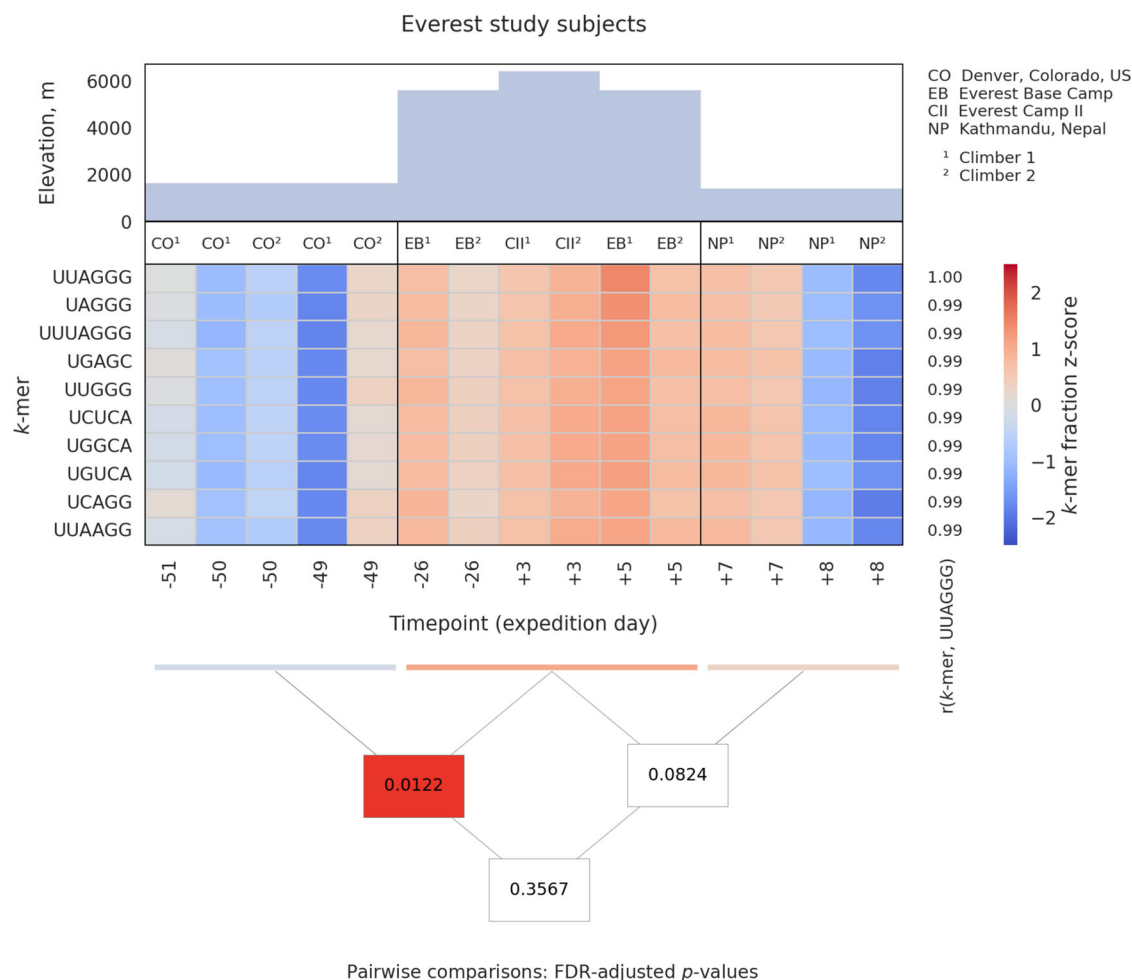 Everest study subjects
Elevation, m
6000
4000
2000
0
CO Denver, Colorado, US
EB Everest Base Camp
CII Everest Camp II
NP Kathmandu, Nepal
¹ Climber 1
² Climber 2
CO¹ CO¹ CO² CO¹ CO² EB¹ EB² CII¹ CII² EB¹ EB² NP¹ NP² NP¹ NP²
k-mer
UUAGGG 1.00
UAGGG 0.99
UUUAGGG 0.99
UGAGC 0.99
UUGGG 0.99
UCUCA 0.99
UGGCA 0.99
UGUCA 0.99
UCAGG 0.99
UUAAGG 0.99
r(k-mer, UUAGGG)
2
1
0
−1
−2
k-mer fraction z-score
-51 -50 -50 -49 -49 -26 -26 +3 +3 +5 +5 +7 +7 +8 +8
Timepoint (expedition day)
0.0122
0.0824
0.3567
Pairwise comparisons: FDR-adjusted p-values